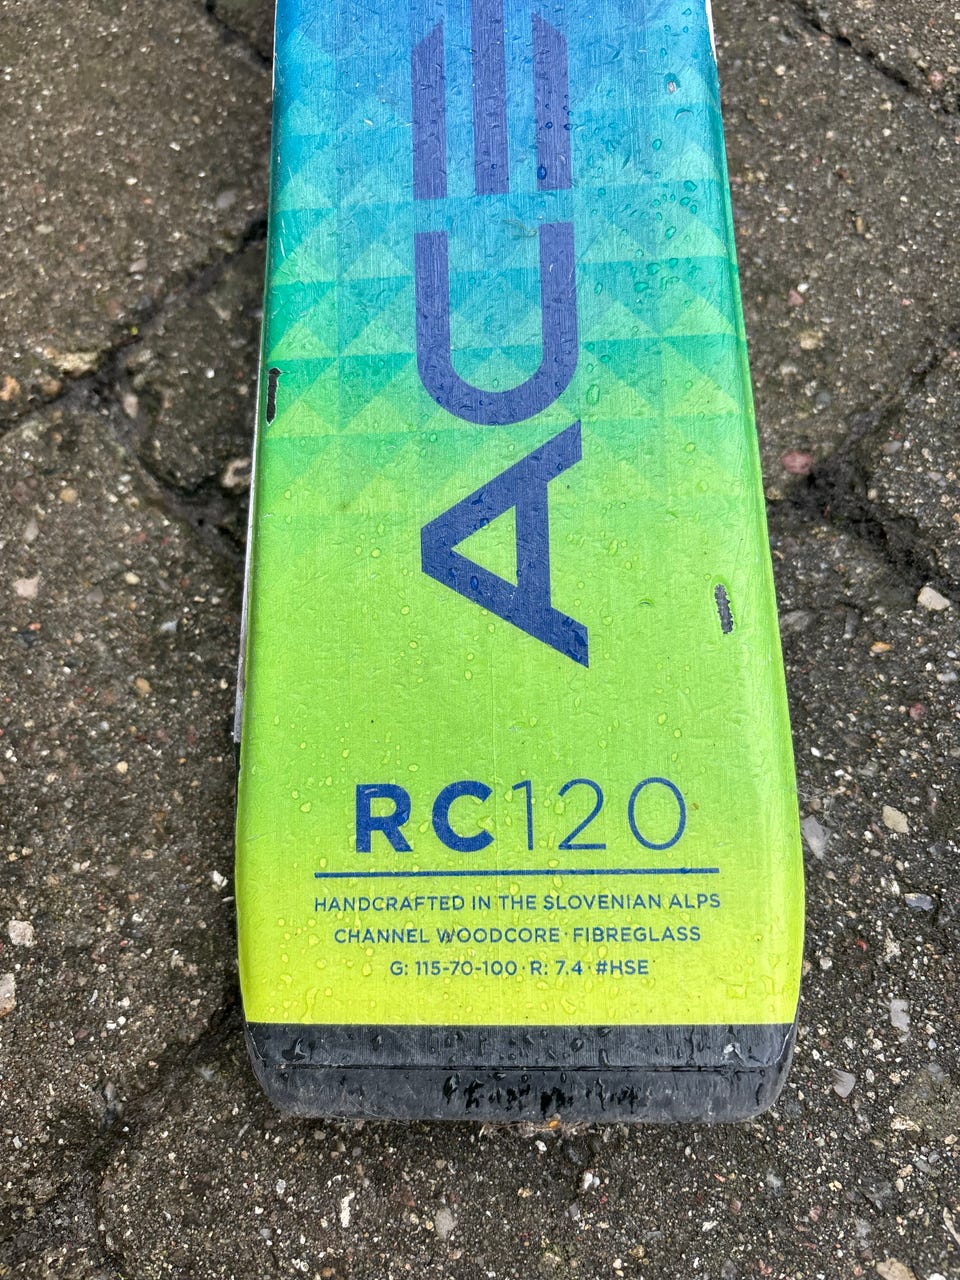 ACE
RC120
HANDCRAFTED IN THE SLOVENIAN ALPS
CHANNEL WOODCORE · FIBREGLASS
G: 115-70-100 · R: 7.4 · #HSE